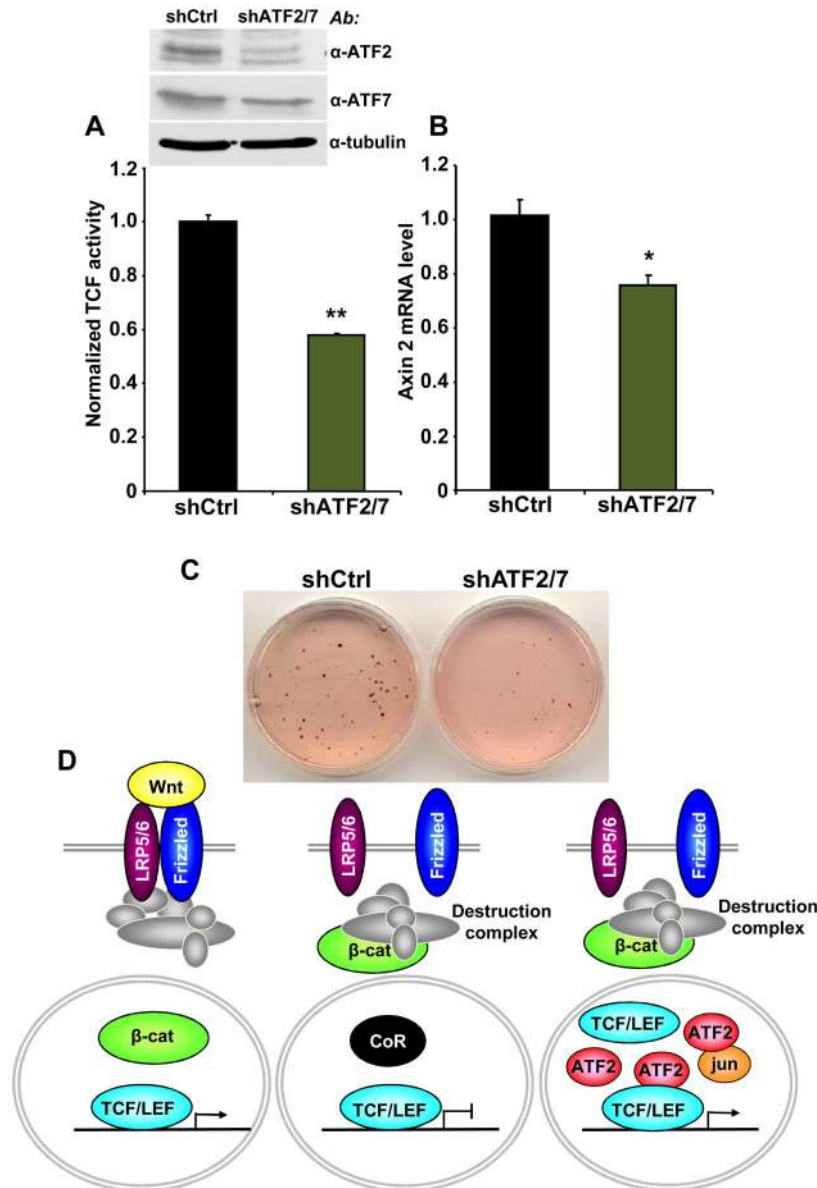 shCtrl shATF2/7 Ab:
α-ATF2
α-ATF7
α-tubulin
A
Normalized TCF activity
1.2
1.0
0.8
0.6
0.4
0.2
0
**
shCtrl shATF2/7
B
Axin 2 mRNA level
1.2
1.0
0.8
0.6
0.4
0.2
0
*
shCtrl shATF2/7
C
shCtrl shATF2/7
D
Wnt
LRP5/6
Frizzled
β-cat
TCF/LEF
LRP5/6
Frizzled
Destruction
complex
β-cat
CoR
TCF/LEF
LRP5/6
Frizzled
Destruction
complex
β-cat
TCF/LEF
ATF2
jun
ATF2
ATF2
TCF/LEF